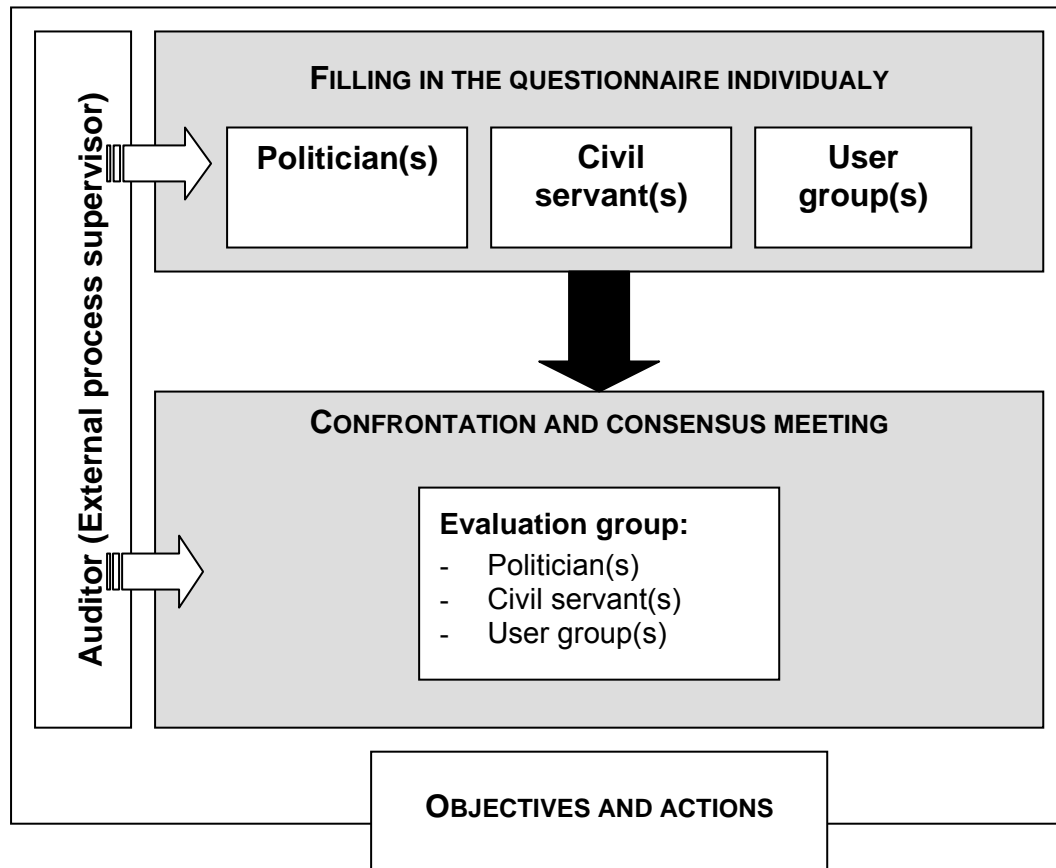 Auditor (External process supervisor)
FILLING IN THE QUESTIONNAIRE INDIVIDUALY
Politician(s)
Civil
servant(s)
User
group(s)
CONFRONTATION AND CONSENSUS MEETING
Evaluation group:
- Politician(s)
- Civil servant(s)
- User group(s)
OBJECTIVES AND ACTIONS